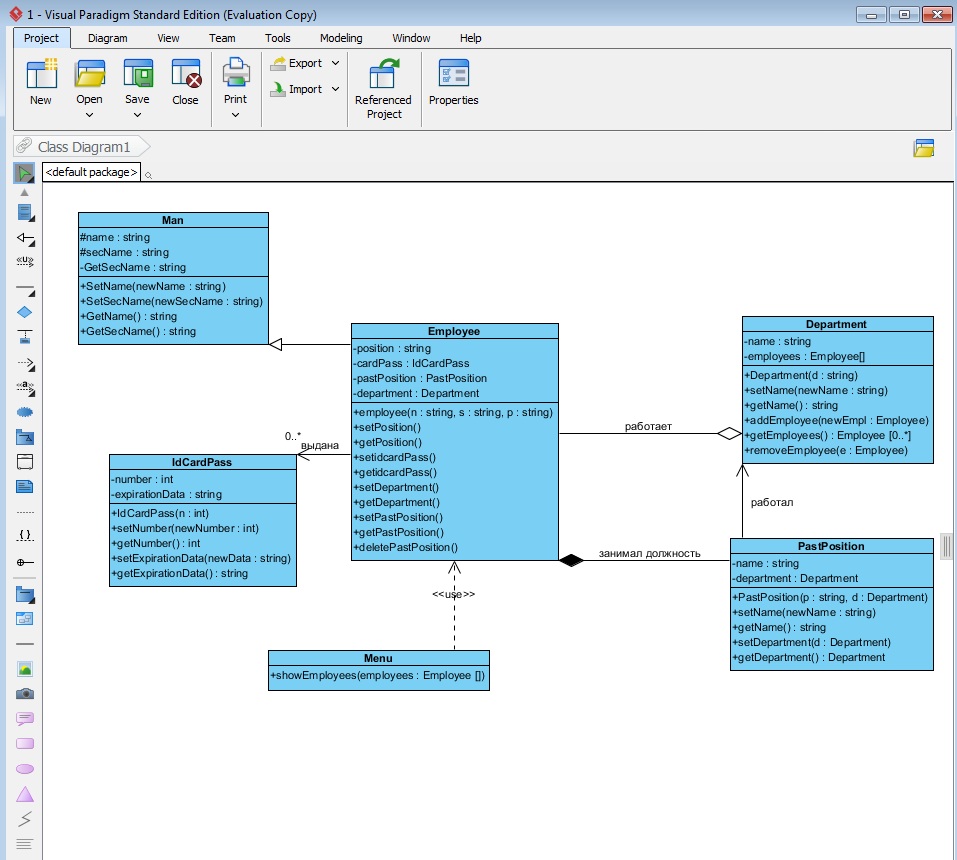 1 - Visual Paradigm Standard Edition (Evaluation Copy)
Project Diagram View Team Tools Modeling Window Help
New Open Save Close Print Export Import Referenced Project Properties
Class Diagram1
<default package>
Man
#name : string
#secName : string
-GetSecName : string
+SetName(newName : string)
+SetSecName(newSecName : string)
+GetName() : string
+GetSecName() : string
Employee
-position : string
-cardPass : IdCardPass
-pastPosition : PastPosition
-department : Department
+employee(n : string, s : string, p : string)
+setPosition()
+getPosition()
+setidcardPass()
+getidcardPass()
+setDepartment()
+getDepartment()
+setPastPosition()
+getPastPosition()
+deletePastPosition()
Department
-name : string
-employees : Employee[]
+Department(d : string)
+setName(newName : string)
+getName() : string
+addEmployee(newEmpl : Employee)
+getEmployees() : Employee [0..*]
+removeEmployee(e : Employee)
работает
0..*
выдана
IdCardPass
-number : int
-expirationData : string
+IdCardPass(n : int)
+setNumber(newNumber : int)
+getNumber() : int
+setExpirationData(newData : string)
+getExpirationData() : string
работал
занимал должность
PastPosition
-name : string
-department : Department
+PastPosition(p : string, d : Department)
+setName(newName : string)
+getName() : string
+setDepartment(d : Department)
+getDepartment() : Department
<<use>>
Menu
+showEmployees(employees : Employee [])